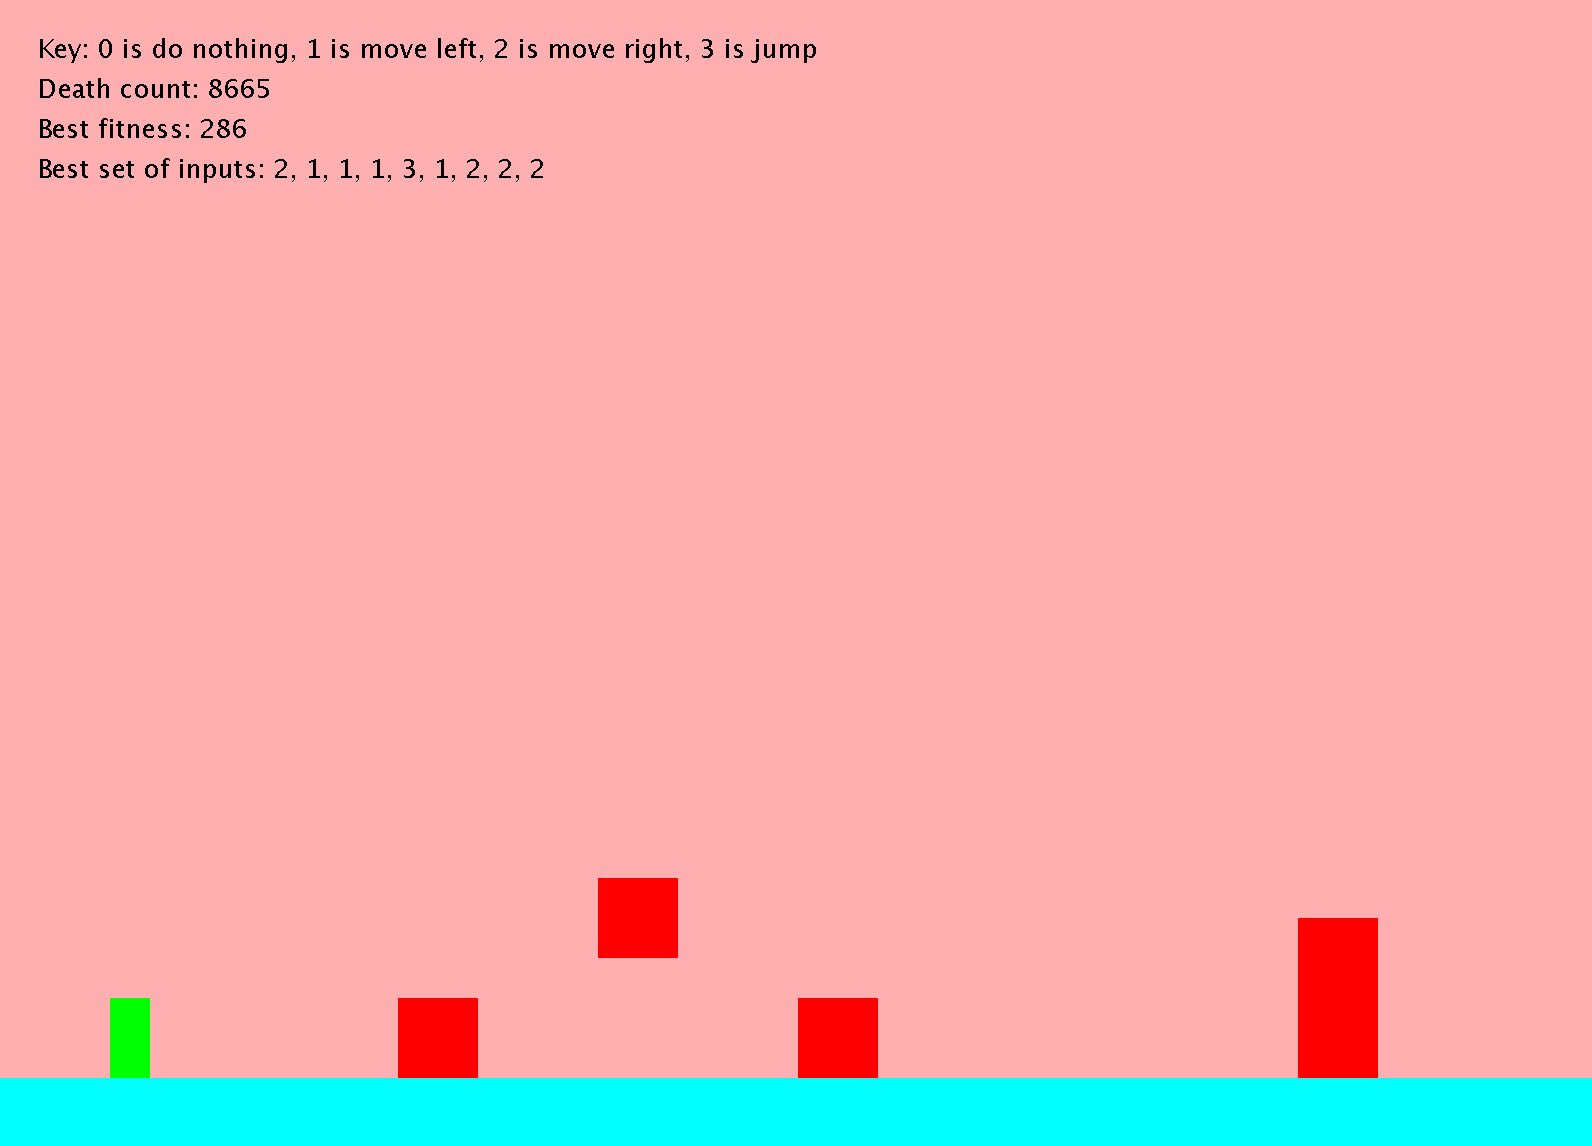 Key: 0 is do nothing, 1 is move left, 2 is move right, 3 is jump
Death count: 8665
Best fitness: 286
Best set of inputs: 2, 1, 1, 1, 3, 1, 2, 2, 2